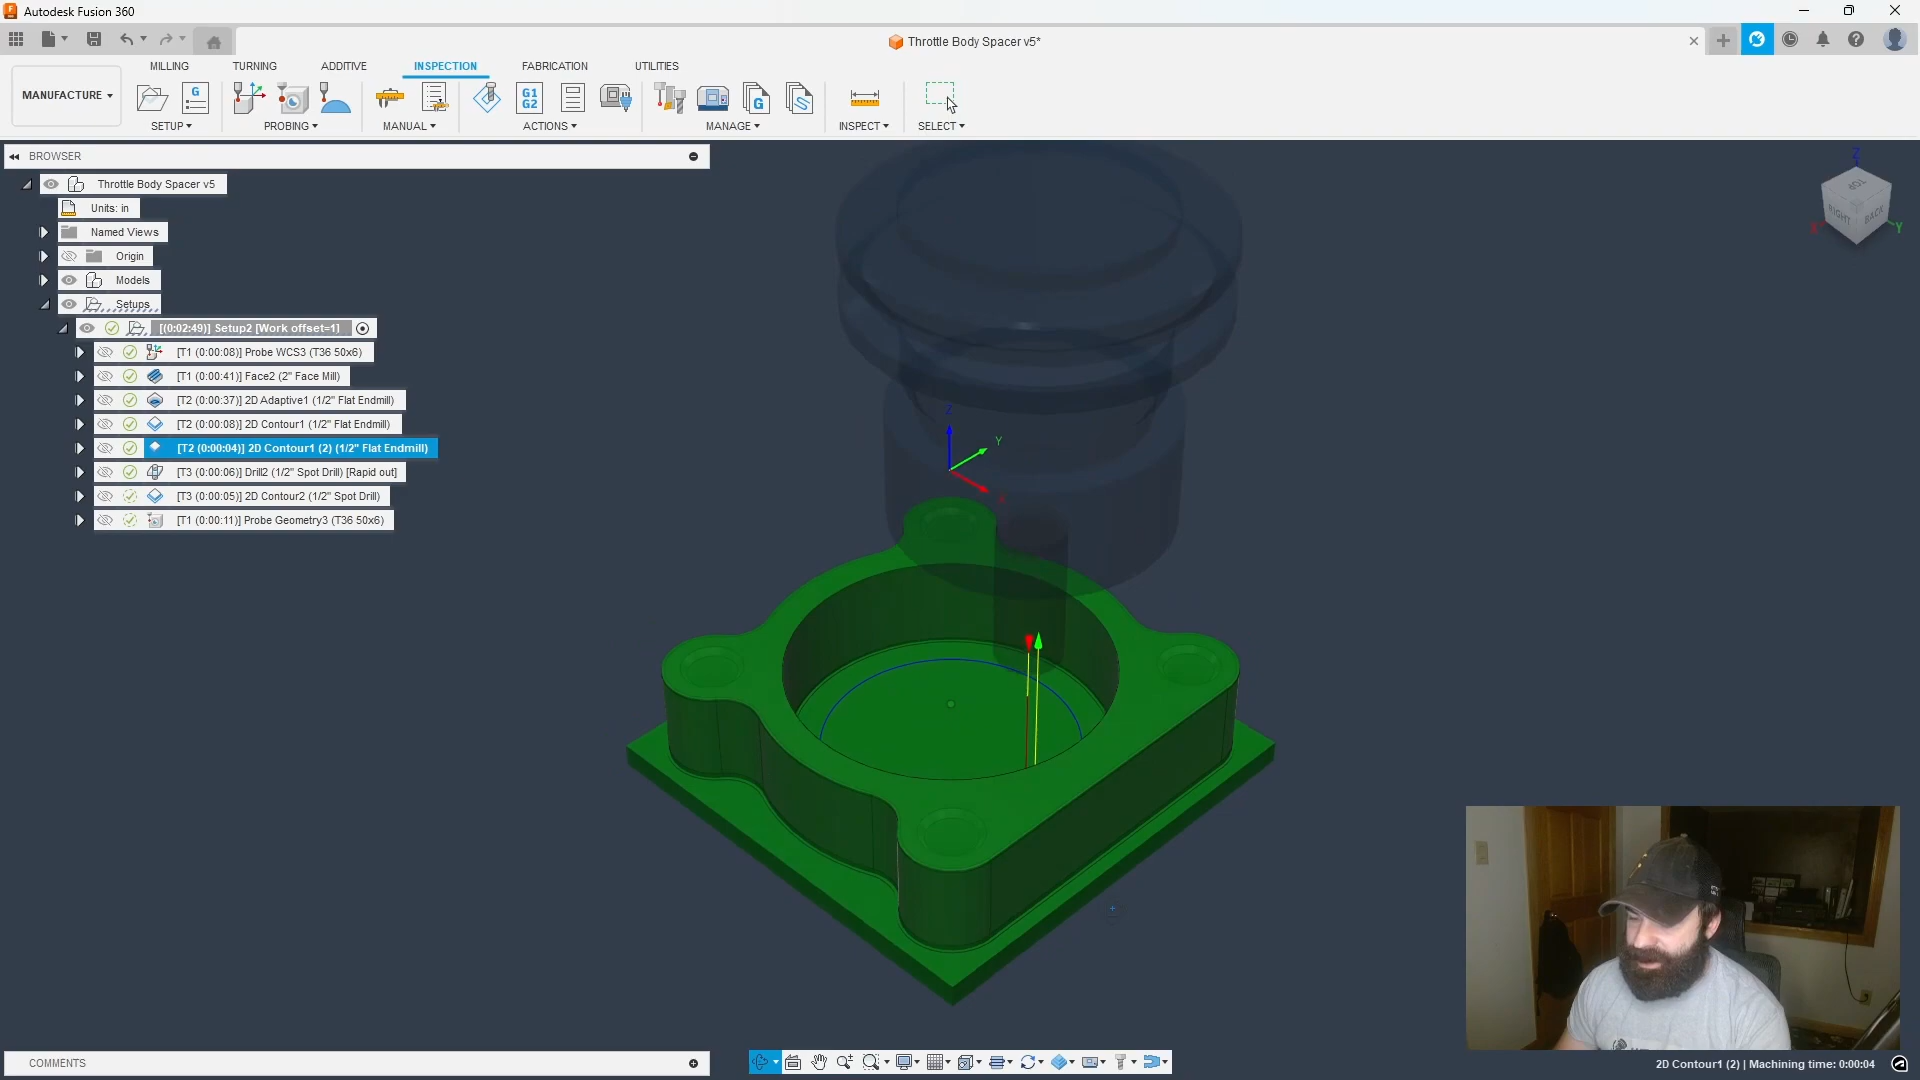 Autodesk Fusion 360
Throttle Body Spacer v5*
MILLING TURNING ADDITIVE INSPECTION FABRICATION UTILITIES
MANUFACTURE
G
G1
G2
G
SETUP PROBING MANUAL ACTIONS MANAGE INSPECT SELECT
BROWSER
Throttle Body Spacer v5
Units: in
Named Views
Origin
Models
Setups
[(0:02:49)] Setup2 [Work offset=1]
[T1 (0:00:08)] Probe WCS3 (T36 50x6)
[T1 (0:00:41)] Face2 (2" Face Mill)
[T2 (0:00:37)] 2D Adaptive1 (1/2" Flat Endmill)
[T2 (0:00:08)] 2D Contour1 (1/2" Flat Endmill)
[T2 (0:00:04)] 2D Contour1 (2) (1/2" Flat Endmill)
[T3 (0:00:06)] Drill2 (1/2" Spot Drill) [Rapid out]
[T3 (0:00:05)] 2D Contour2 (1/2" Spot Drill)
[T1 (0:00:11)] Probe Geometry3 (T36 50x6)
Z
TOP
RIGHT
BACK
X
Y
Z
Y
X
COMMENTS
2D Contour1 (2) | Machining time: 0:00:04